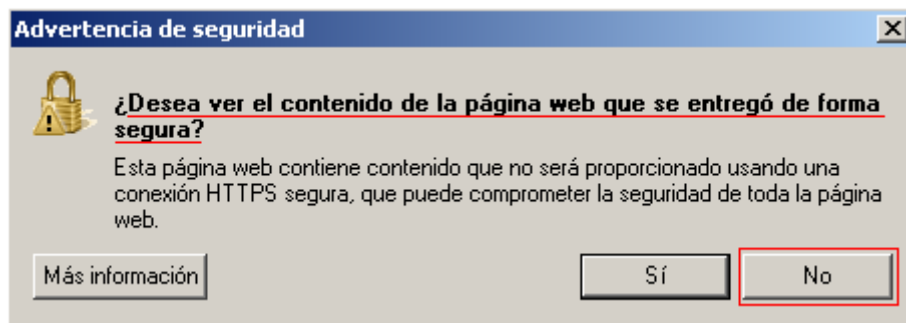 Advertencia de seguridad
¿Desea ver el contenido de la página web que se entregó de forma
segura?
Esta página web contiene contenido que no será proporcionado usando una
conexión HTTPS segura, que puede comprometer la seguridad de toda la página
web.
Más información
Sí
No